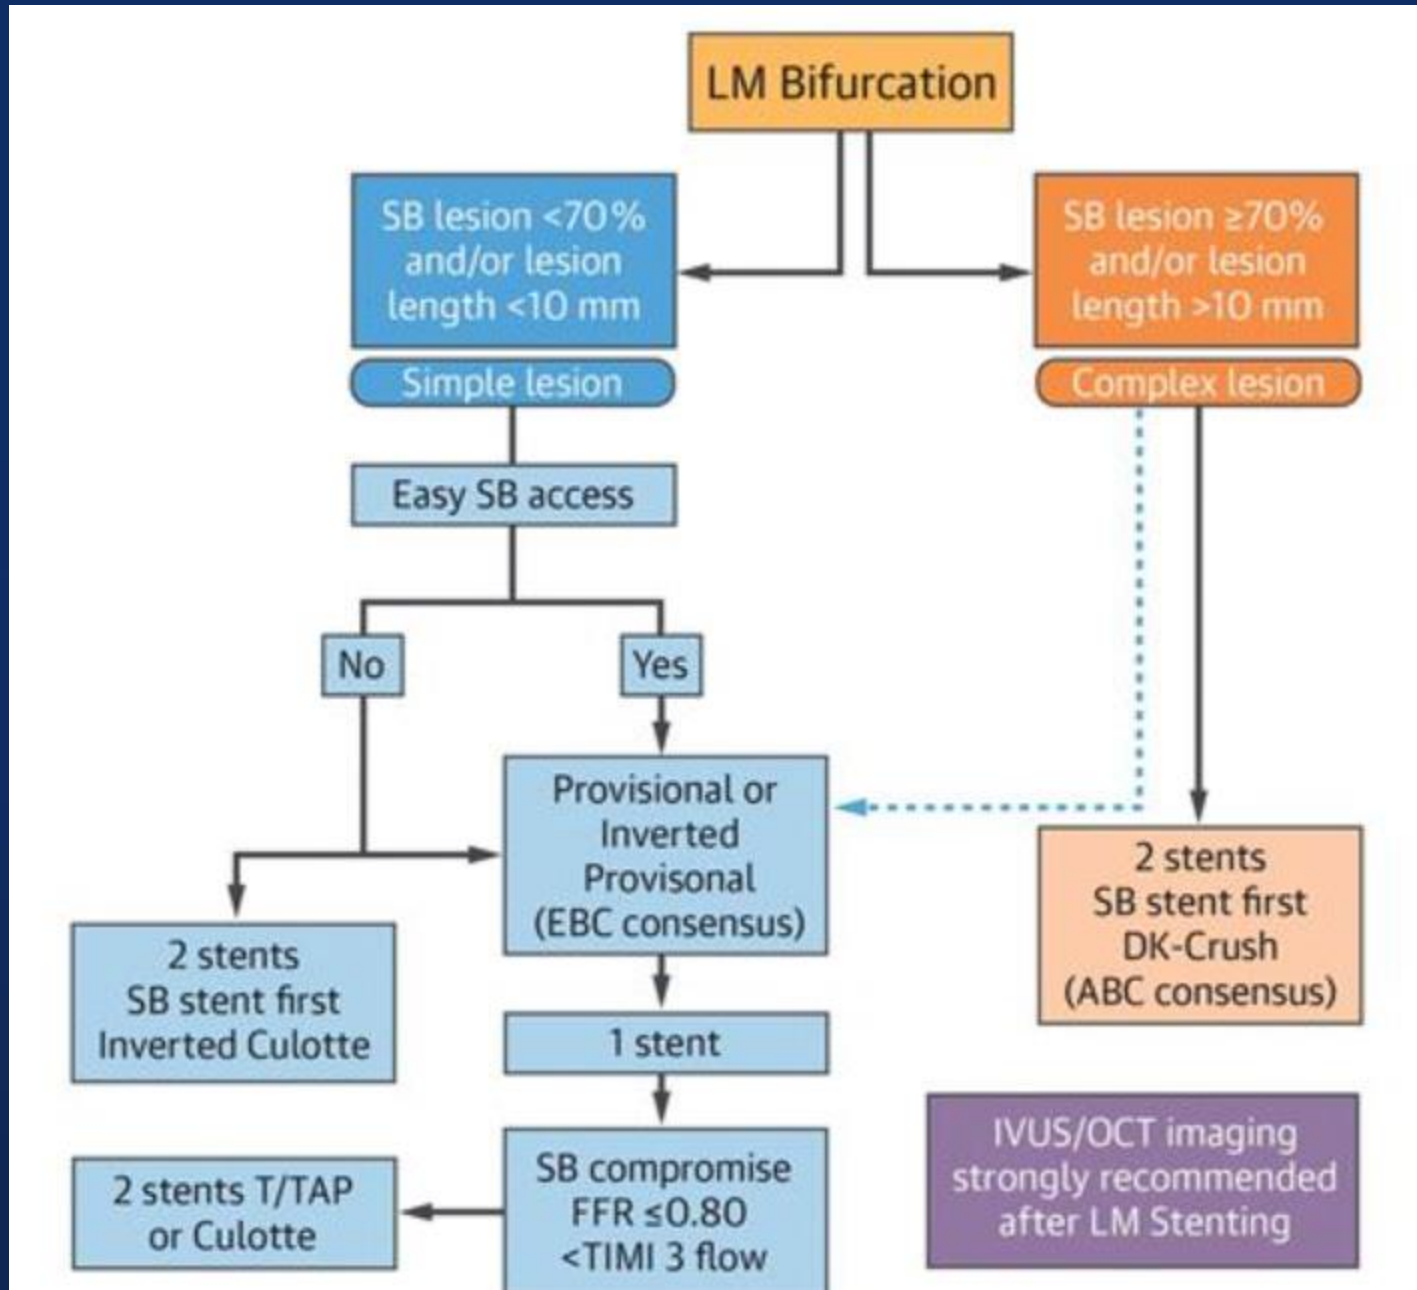 LM Bifurcation
SB lesion <70%
and/or lesion
length <10 mm
Simple lesion
SB lesion ≥70%
and/or lesion
length >10 mm
Complex lesion
Easy SB access
No
Yes
Provisional or
Inverted
Provisonal
(EBC consensus)
2 stents
SB stent first
DK-Crush
(ABC consensus)
2 stents
SB stent first
Inverted Culotte
1 stent
SB compromise
FFR ≤0.80
<TIMI 3 flow
2 stents T/TAP
or Culotte
IVUS/OCT imaging
strongly recommended
after LM Stenting